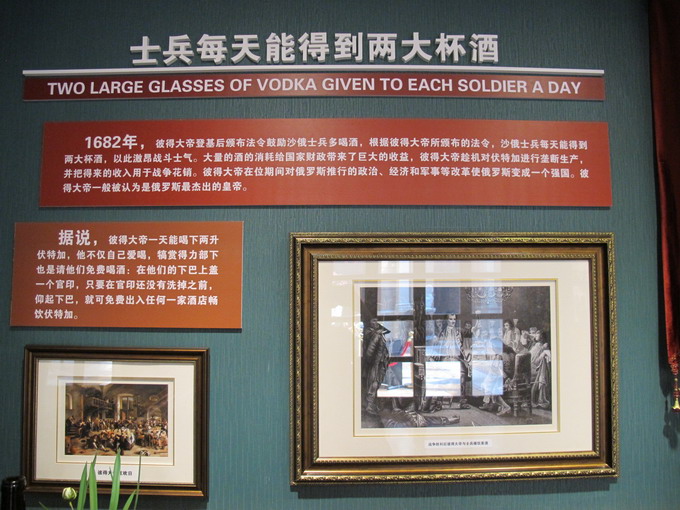 士兵每天能得到两大杯酒
TWO LARGE GLASSES OF VODKA GIVEN TO EACH SOLDIER A DAY
1682年，彼得大帝登基后颁布法令鼓励沙俄士兵多喝酒，根据彼得大帝所颁布的法令，沙俄士兵每天能得到
两大杯酒，以此激昂战斗士气。大量的酒的消耗给国家财政带来了巨大的收益，彼得大帝趁机对伏特加进行垄断生产，
并把得来的收入用于战争花销。彼得大帝在位期间对俄罗斯推行的政治、经济和军事等改革使俄罗斯变成一个强国。彼
得大帝一般被认为是俄罗斯最杰出的皇帝。
据说，彼得大帝一天能喝下两升
伏特加，他不仅自己爱喝，犒赏得力部下
也是请他们免费喝酒：在他们的下巴上盖
一个官印，只要在官印还没有洗掉之前，
仰起下巴，就可免费出入任何一家酒店畅
饮伏特加。